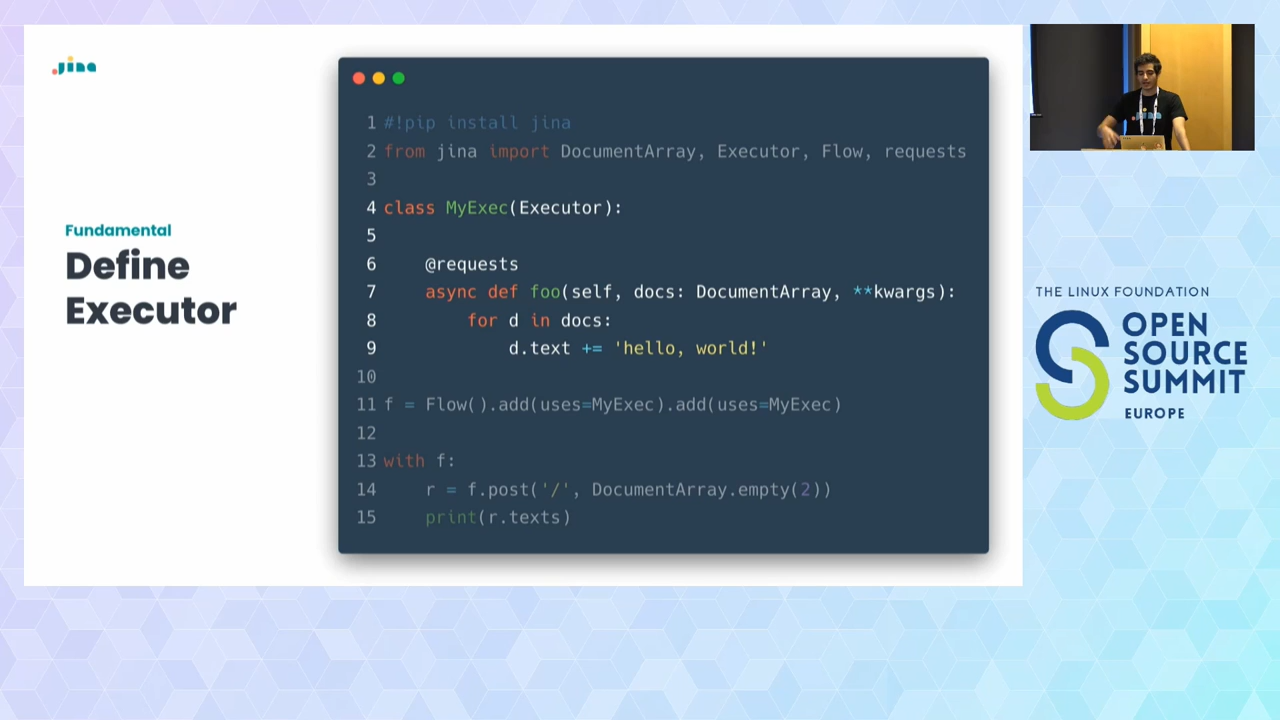 jina
Fundamental
Define
Executor
1 #!pip install jina
2 from jina import DocumentArray, Executor, Flow, requests
3
4 class MyExec(Executor):
5
6 @requests
7 async def foo(self, docs: DocumentArray, **kwargs):
8 for d in docs:
9 d.text += 'hello, world!'
10
11 f = Flow().add(uses=MyExec).add(uses=MyExec)
12
13 with f:
14 r = f.post('/', DocumentArray.empty(2))
15 print(r.texts)
jina
THE LINUX FOUNDATION
OPEN
SOURCE
SUMMIT
EUROPE